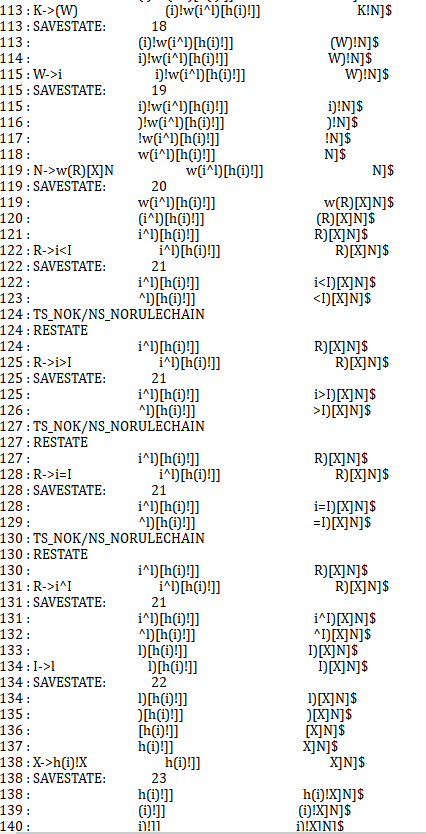 113 : K->(W) (i)!w(i^l)[h(i)!]] K!N]$
113 : SAVESTATE: 18
113 : (i)!w(i^l)[h(i)!]] (W)!N]$
114 : i)!w(i^l)[h(i)!]] W)!N]$
115 : W->i i)!w(i^l)[h(i)!]] W)!N]$
115 : SAVESTATE: 19
115 : i)!w(i^l)[h(i)!]] i)!N]$
116 : )!w(i^l)[h(i)!]] )!N]$
117 : !w(i^l)[h(i)!]] !N]$
118 : w(i^l)[h(i)!]] N]$
119 : N->w(R)[X]N w(i^l)[h(i)!]] N]$
119 : SAVESTATE: 20
119 : w(i^l)[h(i)!]] w(R)[X]N]$
120 : (i^l)[h(i)!]] (R)[X]N]$
121 : i^l)[h(i)!]] R)[X]N]$
122 : R->i<I i^l)[h(i)!]] R)[X]N]$
122 : SAVESTATE: 21
122 : i^l)[h(i)!]] i<I)[X]N]$
123 : ^l)[h(i)!]] <I)[X]N]$
124 : TS_NOK/NS_NORULECHAIN
124 : RESTATE
124 : i^l)[h(i)!]] R)[X]N]$
125 : R->i>I i^l)[h(i)!]] R)[X]N]$
125 : SAVESTATE: 21
125 : i^l)[h(i)!]] i>I)[X]N]$
126 : ^l)[h(i)!]] >I)[X]N]$
127 : TS_NOK/NS_NORULECHAIN
127 : RESTATE
127 : i^l)[h(i)!]] R)[X]N]$
128 : R->i=I i^l)[h(i)!]] R)[X]N]$
128 : SAVESTATE: 21
128 : i^l)[h(i)!]] i=I)[X]N]$
129 : ^l)[h(i)!]] =I)[X]N]$
130 : TS_NOK/NS_NORULECHAIN
130 : RESTATE
130 : i^l)[h(i)!]] R)[X]N]$
131 : R->i^I i^l)[h(i)!]] R)[X]N]$
131 : SAVESTATE: 21
131 : i^l)[h(i)!]] i^I)[X]N]$
132 : ^l)[h(i)!]] ^I)[X]N]$
133 : l)[h(i)!]] I)[X]N]$
134 : I->l l)[h(i)!]] I)[X]N]$
134 : SAVESTATE: 22
134 : l)[h(i)!]] l)[X]N]$
135 : )[h(i)!]] )[X]N]$
136 : [h(i)!]] [X]N]$
137 : h(i)!]] X]N]$
138 : X->h(i)!X h(i)!]] X]N]$
138 : SAVESTATE: 23
138 : h(i)!]] h(i)!X]N]$
139 : (i)!]] (i)!X]N]$
140 : i)!]] i)!X]N]$